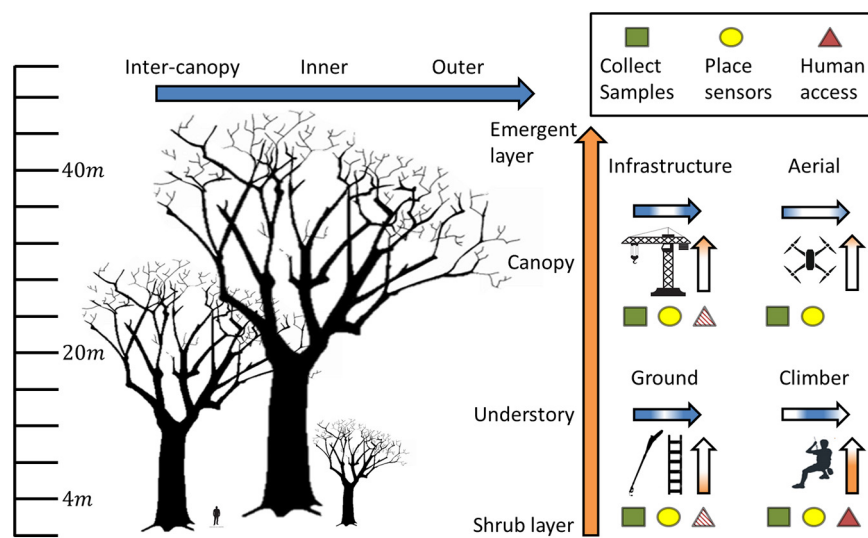 Inter-canopy
Inner
Outer
Collect
Samples
Place
sensors
Human
access
Emergent
layer
40m
Canopy
20m
Understory
4m
Shrub layer
Infrastructure
Aerial
Ground
Climber